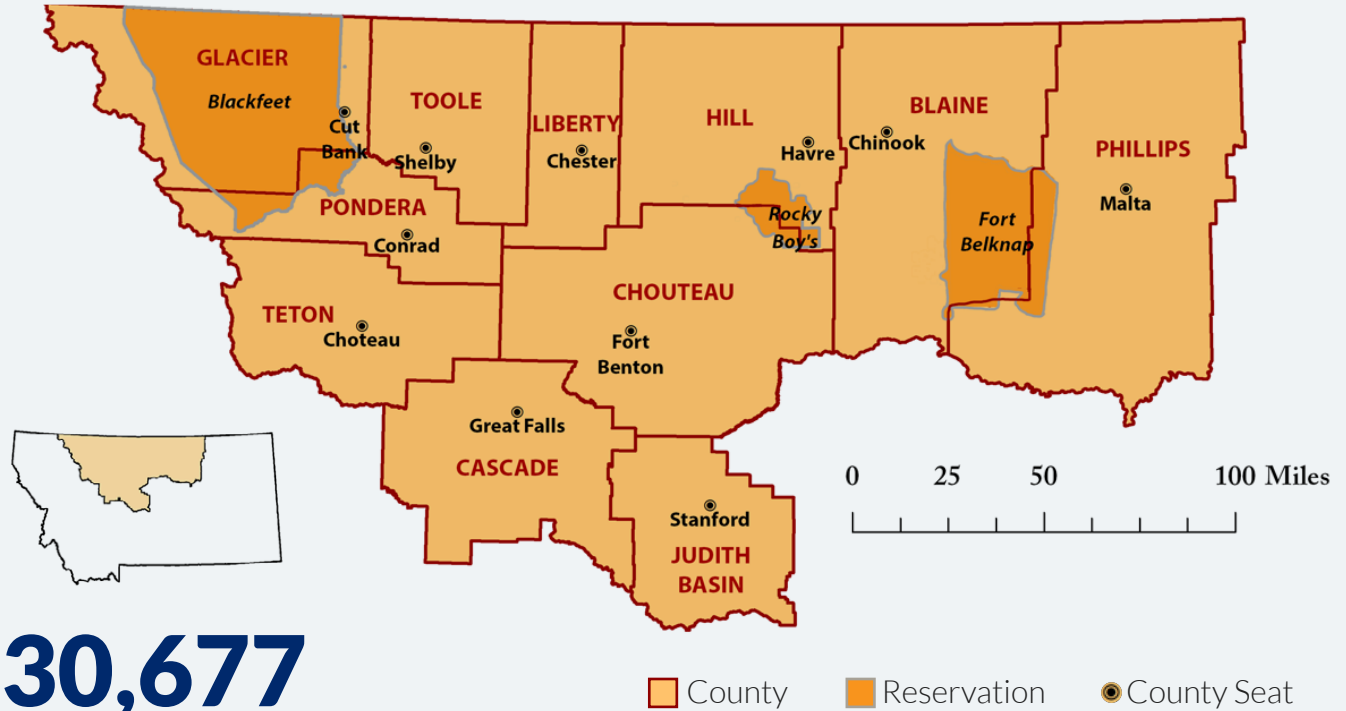 GLACIER
Blackfeet
Cut
Bank
TOOLE
Shelby
LIBERTY
Chester
HILL
Havre
BLAINE
Chinook
PHILLIPS
Malta
PONDERA
Conrad
Rocky
Boy's
Fort
Belknap
TETON
Choteau
CHOUTEAU
Fort
Benton
Great Falls
CASCADE
Stanford
JUDITH
BASIN
0 25 50 100 Miles
30,677
County Reservation County Seat